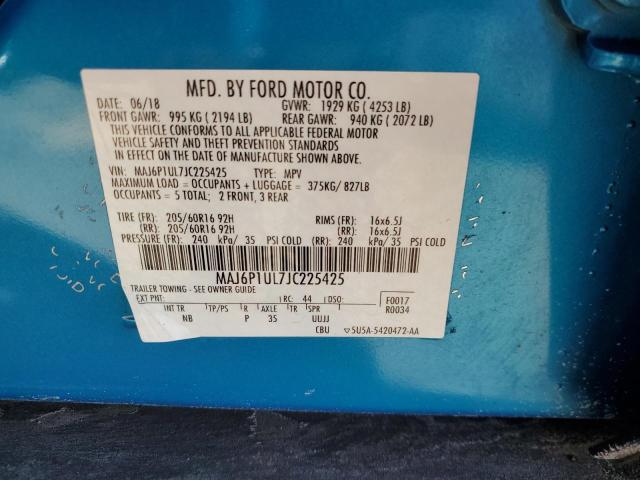 MFD. BY FORD MOTOR CO.
DATE: 06/18 GVWR: 1929 KG ( 4253 LB)
FRONT GAWR: 995 KG ( 2194 LB) REAR GAWR: 940 KG ( 2072 LB)
THIS VEHICLE CONFORMS TO ALL APPLICABLE FEDERAL MOTOR
VEHICLE SAFETY AND THEFT PREVENTION STANDARDS
IN EFFECT ON THE DATE OF MANUFACTURE SHOWN ABOVE.
VIN: MAJ6P1UL7JC225425 TYPE: MPV
MAXIMUM LOAD = OCCUPANTS + LUGGAGE = 375KG/ 827LB
OCCUPANTS = 5 TOTAL; 2 FRONT, 3 REAR
TIRE (FR): 205/60R16 92H RIMS (FR): 16x6.5J
(RR): 205/60R16 92H (RR): 16x6.5J
PRESSURE (FR): 240 kPa/ 35 PSI COLD (RR): 240 kPa/ 35 PSI COLD
MAJ6P1UL7JC225425
TRAILER TOWING - SEE OWNER GUIDE
EXT PNT: RC: 44 DSO: F0017
R0034
INT TR TP/PS R AXLE TR SPR
NB P 35 UUJJ
CBU 5U5A-5420472-AA